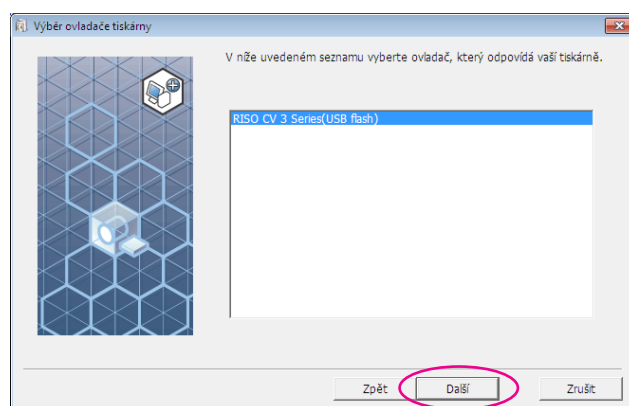 Výběr ovladače tiskárny
V níže uvedeném seznamu vyberte ovladač, který odpovídá vaší tiskárně.
RISO CV 3 Series(USB flash)
Zpět
Další
Zrušit